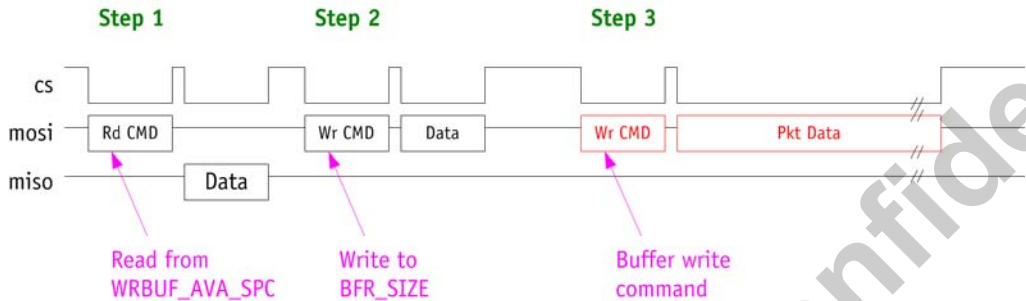 Step 1 Step 2 Step 3
cs
mosi Rd CMD Wr CMD Data Wr CMD Pkt Data
miso Data
Read from Write to Buffer write
WRBUF_AVA_SPC BFR_SIZE command